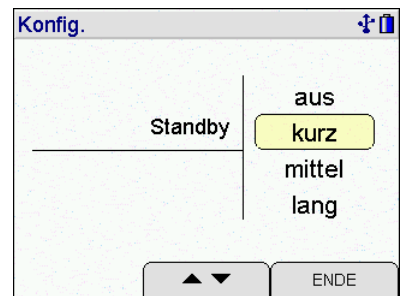 Konfig.
aus
Standby
kurz
mittel
lang
ENDE